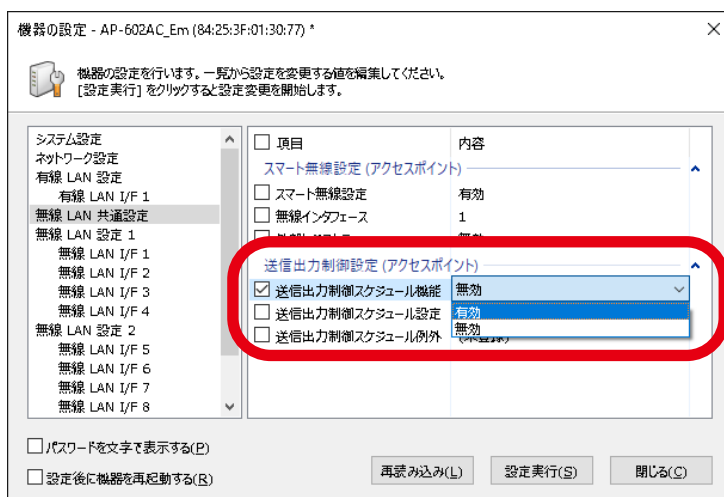 機器の設定 - AP-602AC_Em (84:25:3F:01:30:77) *
機器の設定を行います。一覧から設定を変更する値を編集してください。
[設定実行] をクリックすると設定変更を開始します。
システム設定
ネットワーク設定
有線 LAN 設定
有線 LAN I/F 1
無線 LAN 共通設定
無線 LAN 設定 1
無線 LAN I/F 1
無線 LAN I/F 2
無線 LAN I/F 3
無線 LAN I/F 4
無線 LAN 設定 2
無線 LAN I/F 5
無線 LAN I/F 6
無線 LAN I/F 7
無線 LAN I/F 8
項目 内容
スマート無線設定 (アクセスポイント)
スマート無線設定 有効
無線インタフェース 1
送信出力制御設定 (アクセスポイント)
送信出力制御スケジュール機能 無効
送信出力制御スケジュール設定 有効
無効
送信出力制御スケジュール例外
パスワードを文字で表示する(P)
設定後に機器を再起動する(R)
再読み込み(L) 設定実行(S) 閉じる(C)